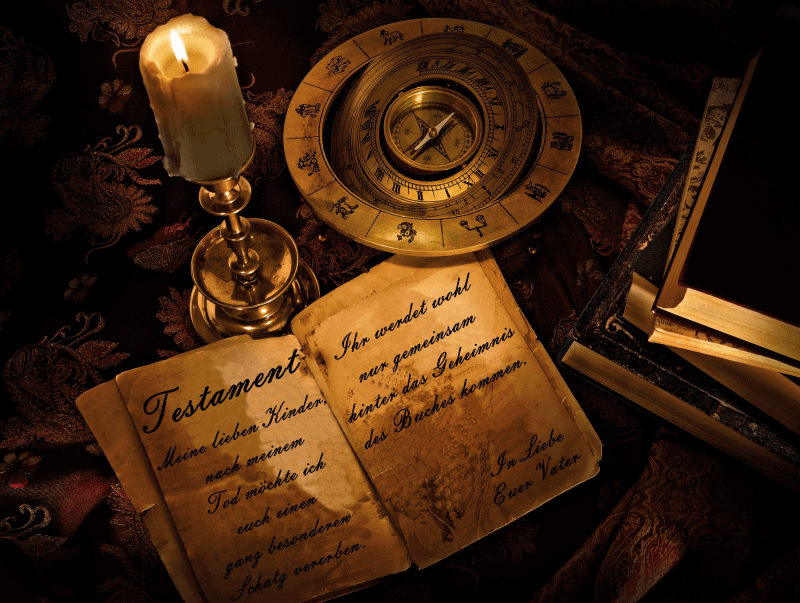 Testament
Meine lieben Kinder,
nach meinem
Tod möchte ich
euch einen
ganz besonderen
Schatz vererben.
Ihr werdet wohl
nur gemeinsam
hinter das Geheimnis
des Buches kommen.
In Liebe
Euer Vater